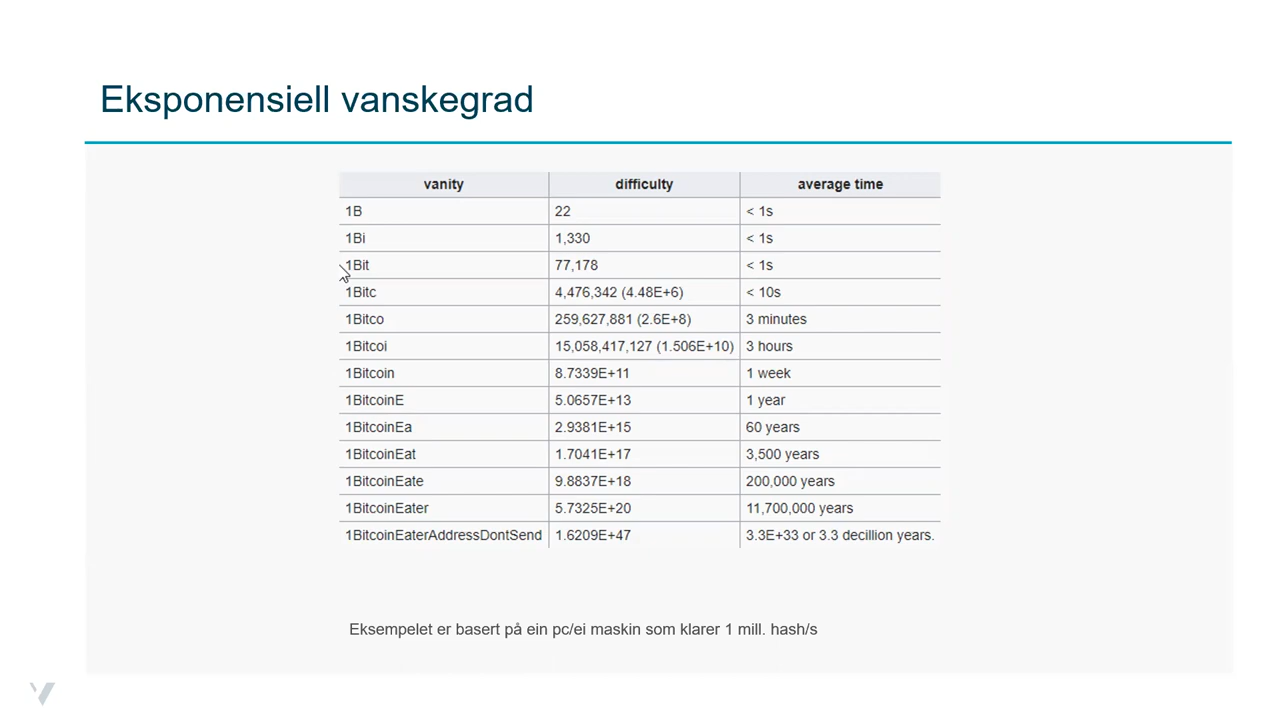 Eksponensiell vanskegrad
vanity difficulty average time
1B 22 < 1s
1Bi 1,330 < 1s
1Bit 77,178 < 1s
1Bitc 4,476,342 (4.48E+6) < 10s
1Bitco 259,627,881 (2.6E+8) 3 minutes
1Bitcoi 15,058,417,127 (1.506E+10) 3 hours
1Bitcoin 8.7339E+11 1 week
1BitcoinE 5.0657E+13 1 year
1BitcoinEa 2.9381E+15 60 years
1BitcoinEat 1.7041E+17 3,500 years
1BitcoinEate 9.8837E+18 200,000 years
1BitcoinEater 5.7325E+20 11,700,000 years
1BitcoinEaterAddressDontSend 1.6209E+47 3.3E+33 or 3.3 decillion years.
Eksempelet er basert på ein pc/ei maskin som klarer 1 mill. hash/s